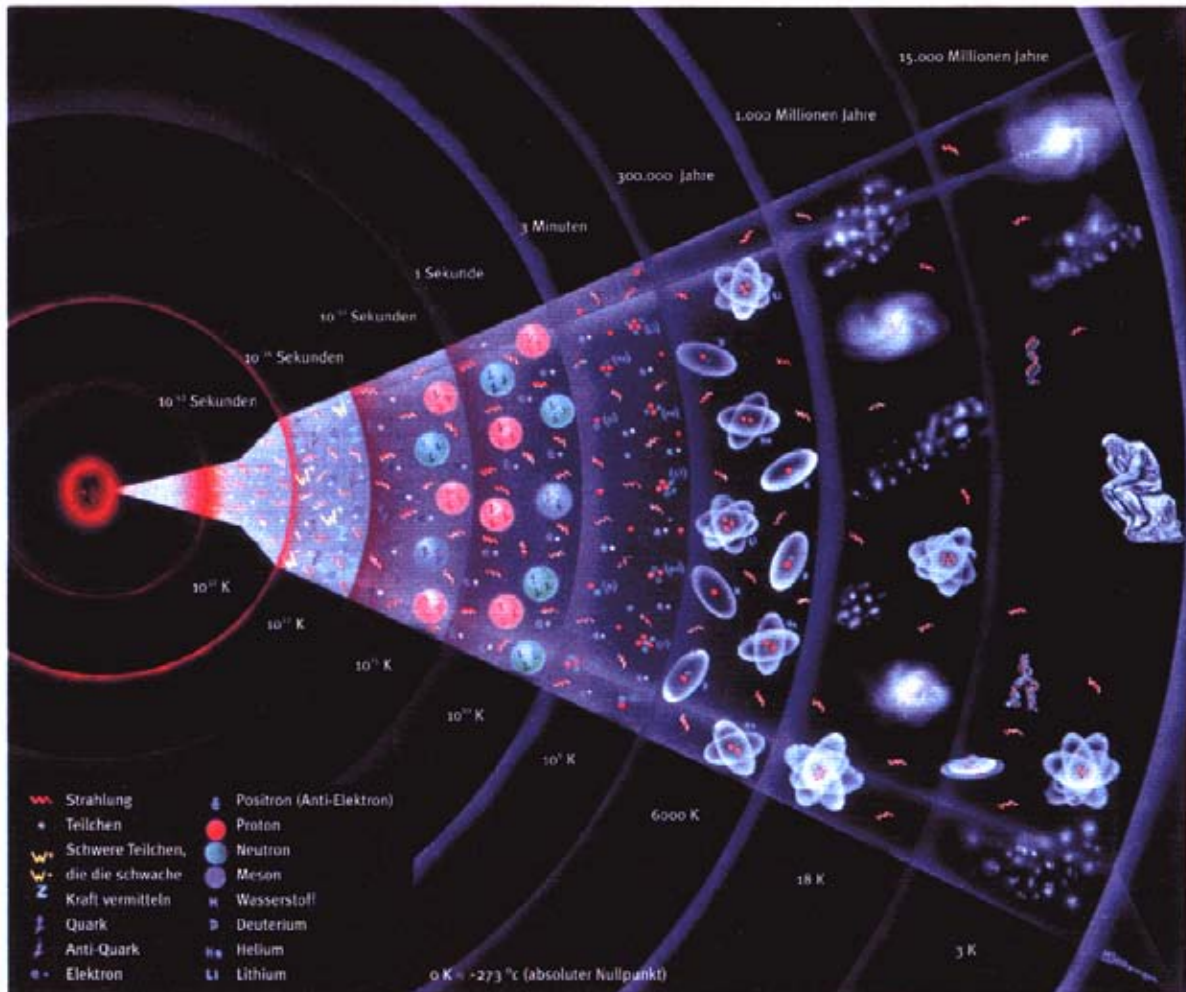 15.000 Millionen Jahre
1.000 Millionen Jahre
300.000 Jahre
3 Minuten
1 Sekunde
Sekunden
Sekunden
Sekunden
K
K
K
K
K
6000 K
18 K
3 K
Strahlung
Teilchen
Schwere Teilchen,
die die schwache
Kraft vermitteln
Quark
Anti-Quark
Elektron
Positron (Anti-Elektron)
Proton
Neutron
Meson
H Wasserstoff
D Deuterium
He Helium
Li Lithium
0 K = -273 °c (absoluter Nullpunkt)